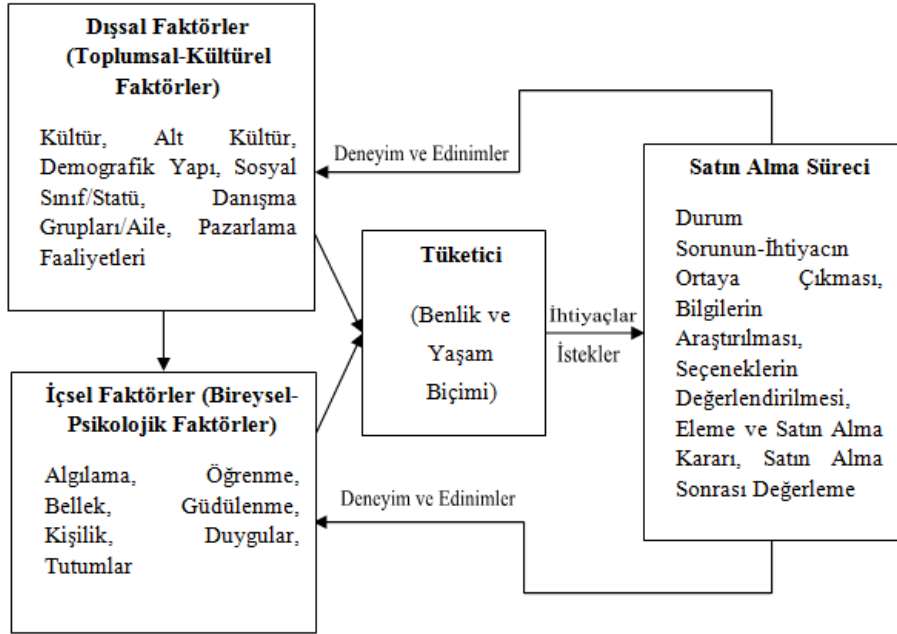 Dışsal Faktörler
(Toplumsal-Kültürel
Faktörler)
Kültür, Alt Kültür,
Demografik Yapı, Sosyal
Sınıf/Statü, Danışma
Grupları/Aile, Pazarlama
Faaliyetleri
İçsel Faktörler (Bireysel-
Psikolojik Faktörler)
Algılama, Öğrenme,
Bellek, Güdülenme,
Kişilik, Duygular,
Tutumlar
Deneyim ve Edinimler
Tüketici
(Benlik ve
Yaşam
Biçimi)
İhtiyaçlar
İstekler
Deneyim ve Edinimler
Satın Alma Süreci
Durum
Sorunun-İhtiyacın
Ortaya Çıkması,
Bilgilerin
Araştırılması,
Seçeneklerin
Değerlendirilmesi,
Eleme ve Satın Alma
Kararı, Satın Alma
Sonrası Değerleme